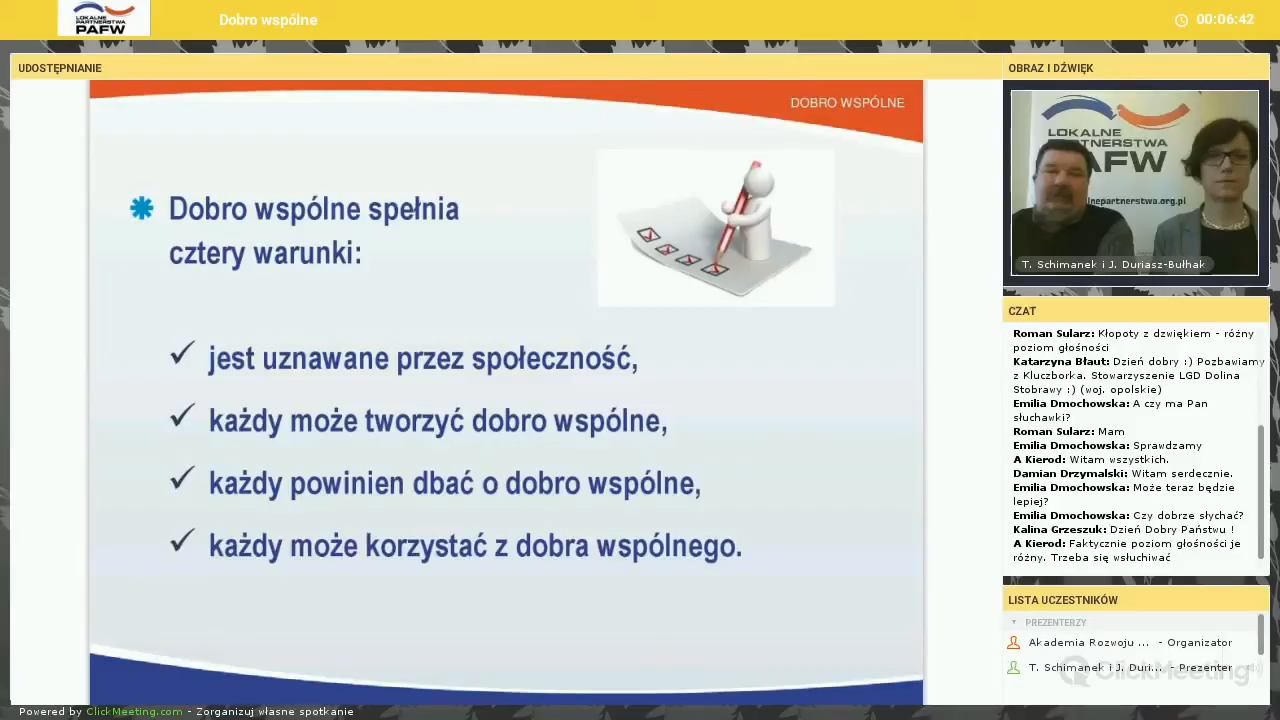 LOKALNE
PARTNERSTWA
PAFW
Dobro wspólne
00:06:42
UDOSTĘPNIANIE
DOBRO WSPÓLNE
Dobro wspólne spełnia
cztery warunki:
jest uznawane przez społeczność,
każdy może tworzyć dobro wspólne,
każdy powinien dbać o dobro wspólne,
każdy może korzystać z dobra wspólnego.
OBRAZ I DŹWIĘK
LOKALNE
PARTNERSTWA
PAFW
lnepartnerstwa.org.pl
T. Schimanek i J. Duriasz-Bułhak
CZAT
Roman Sularz: Kłopoty z dzwiękiem - różny
poziom głośności
Katarzyna Błaut: Dzień dobry :) Pozbawiamy
z Kluczborka. Stowarzyszenie LGD Dolina
Stobrawy :) (woj. opolskie)
Emilia Dmochowska: A czy ma Pan
słuchawki?
Roman Sularz: Mam
Emilia Dmochowska: Sprawdzamy
A Kierod: Witam wszystkich.
Damian Drzymalski: Witam serdecznie.
Emilia Dmochowska: Może teraz będzie
lepiej?
Emilia Dmochowska: Czy dobrze słychać?
Kalina Grzeszuk: Dzień Dobry Państwu !
A Kierod: Faktycznie poziom głośności je
różny. Trzeba się wsłuchiwać
LISTA UCZESTNIKÓW
PREZENTERZY
Akademia Rozwoju ... - Organizator
T. Schimanek i J. Duri... - Prezenter
ClickMeeting
Powered by ClickMeeting.com - Zorganizuj własne spotkanie